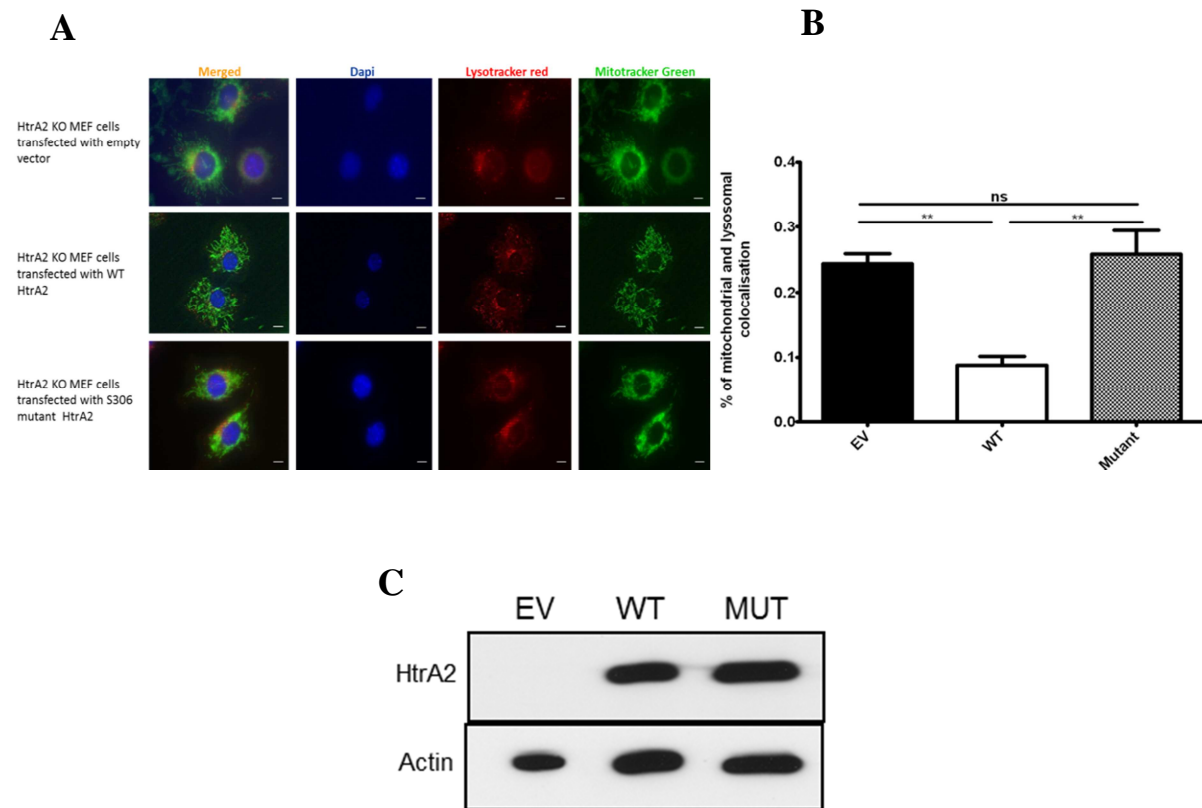 A
Merged
Dapi
Lysotracker red
Mitotracker Green
HtrA2 KO MEF cells
transfected with empty
vector
HtrA2 KO MEF cells
transfected with WT
HtrA2
HtrA2 KO MEF cells
transfected with S306
mutant HtrA2
B
% of mitochondrial and lysosomal
colocalisation
0.4
0.3
0.2
0.1
0.0
ns
**
**
EV
WT
Mutant
C
EV
WT
MUT
HtrA2
Actin